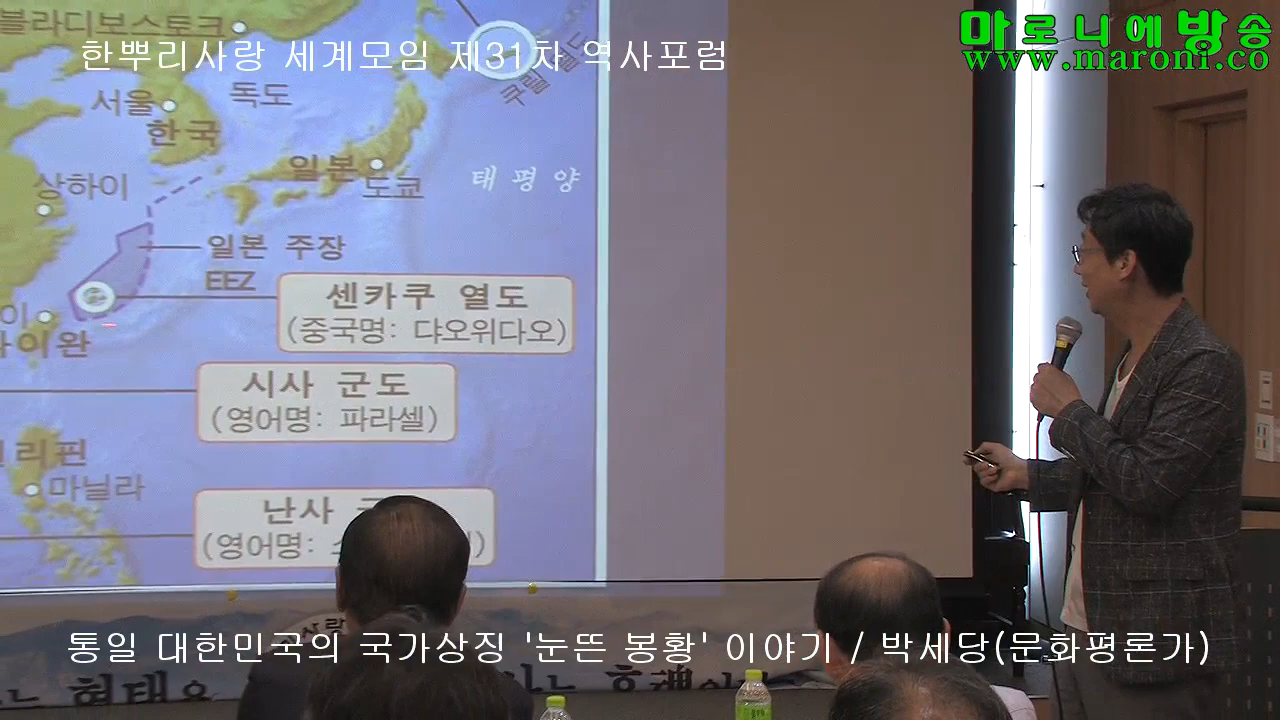 블라디보스토크
한뿌리사랑 세계모임 제31차 역사포럼
마로니에방송
www.maroni.co
서울
독도
한국
일본
도쿄
태평양
상하이
일본 주장
EEZ
센카쿠 열도
(중국명: 댜오위다오)
시사 군도
(영어명: 파라셀)
마닐라
난사
(영어명:
통일 대한민국의 국가상징 '눈뜬 봉황' 이야기 / 박세당(문화평론가)